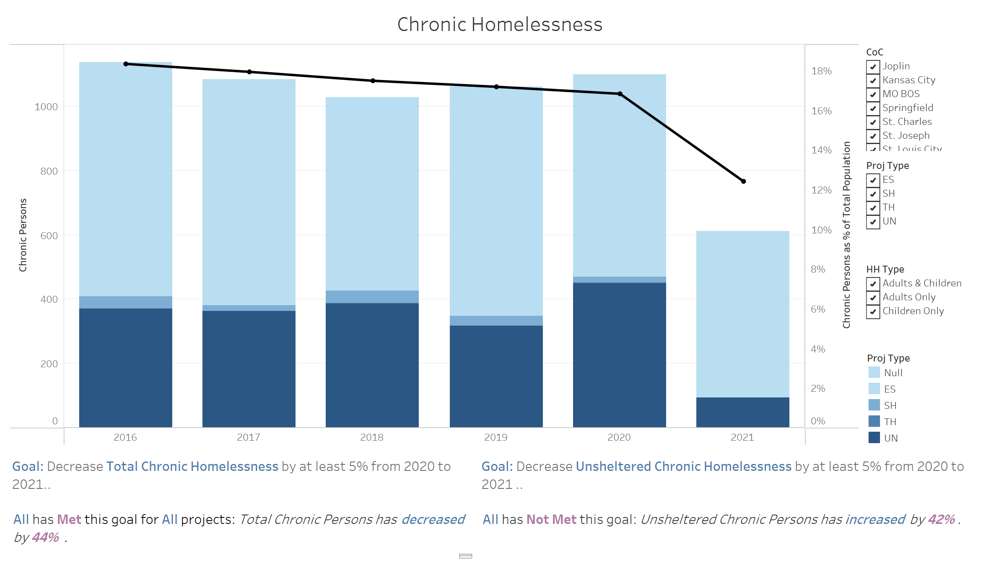 Chronic Homelessness
Chronic Persons
1000
800
600
400
200
0
2016
2017
2018
2019
2020
2021
18%
16%
14%
12%
10%
8%
6%
4%
2%
0%
Chronic Persons as % of Total Population
CoC
Joplin
Kansas City
MO BOS
Springfield
St. Charles
St. Joseph
St. Louis City
Proj Type
ES
SH
TH
UN
HH Type
Adults & Children
Adults Only
Children Only
Proj Type
Null
ES
SH
TH
UN
Goal: Decrease Total Chronic Homelessness by at least 5% from 2020 to
2021..
All has Met this goal for All projects: Total Chronic Persons has decreased
by 44% .
Goal: Decrease Unsheltered Chronic Homelessness by at least 5% from 2020 to
2021 ..
All has Not Met this goal: Unsheltered Chronic Persons has increased by 42% .